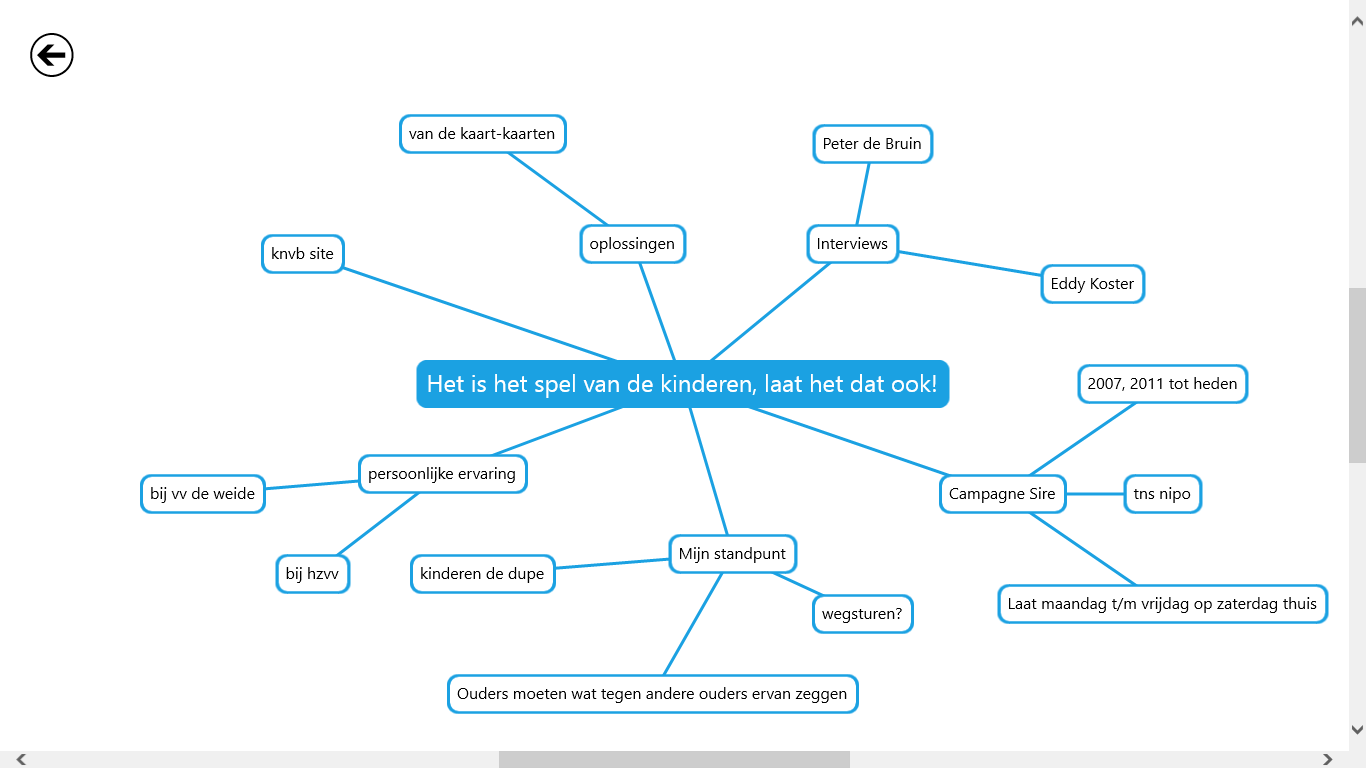 van de kaart-kaarten
Peter de Bruin
knvb site
oplossingen
Interviews
Eddy Koster
Het is het spel van de kinderen, laat het dat ook!
2007, 2011 tot heden
persoonlijke ervaring
bij vv de weide
Campagne Sire
tns nipo
Mijn standpunt
bij hzvv
kinderen de dupe
wegsturen?
Laat maandag t/m vrijdag op zaterdag thuis
Ouders moeten wat tegen andere ouders ervan zeggen